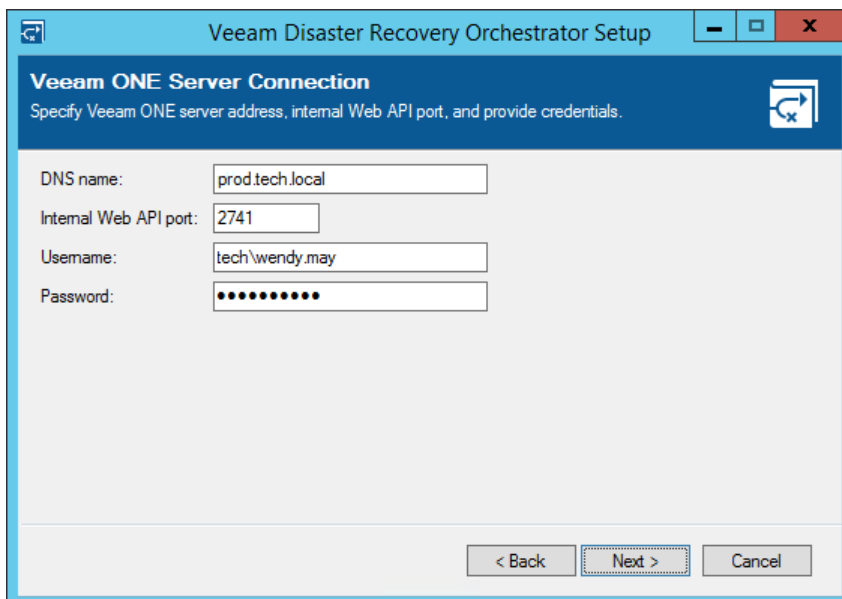 Veeam Disaster Recovery Orchestrator Setup
Veeam ONE Server Connection
Specify Veeam ONE server address, internal Web API port, and provide credentials.
DNS name: prod.tech.local
Internal Web API port: 2741
Username: tech\wendy.may
Password: ••••••••••
< Back Next > Cancel